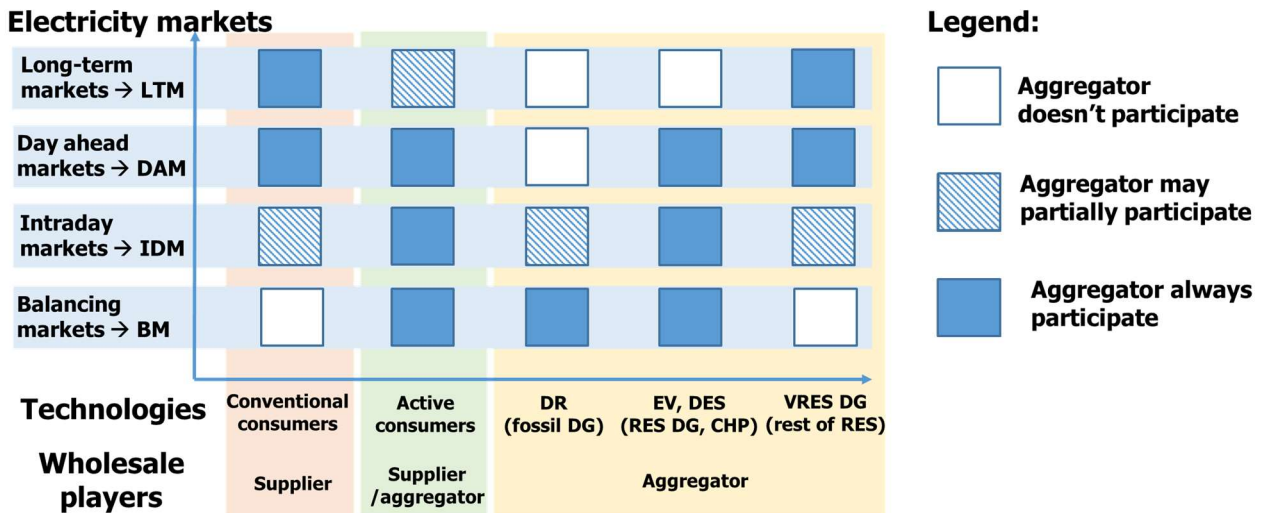 Electricity markets
Long-term
markets → LTM
Day ahead
markets → DAM
Intraday
markets → IDM
Balancing
markets → BM
Technologies
Conventional
consumers
Active
consumers
DR
(fossil DG)
EV, DES
(RES DG, CHP)
VRES DG
(rest of RES)
Wholesale
players
Supplier
Supplier
/aggregator
Aggregator
Legend:
Aggregator
doesn't participate
Aggregator may
partially participate
Aggregator always
participate